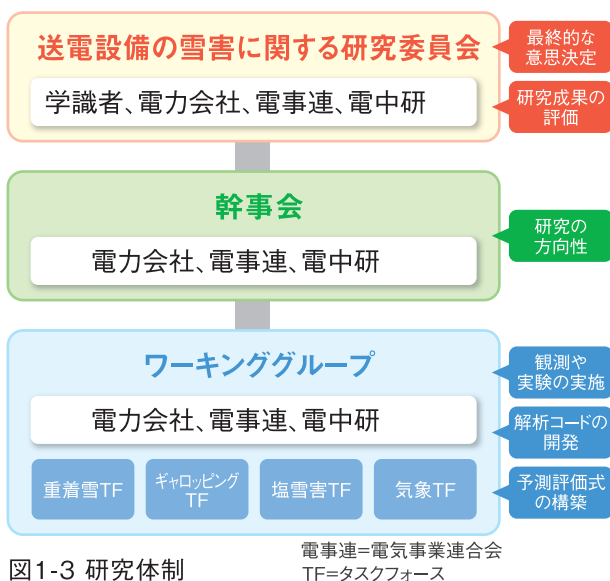 送電設備の雪害に関する研究委員会
学識者、電力会社、電事連、電中研
最終的な
意思決定
研究成果の
評価
幹事会
電力会社、電事連、電中研
研究の
方向性
ワーキンググループ
電力会社、電事連、電中研
重着雪TF
ギャロッピング
TF
塩雪害TF
気象TF
観測や
実験の実施
解析コードの
開発
予測評価式
の構築
図1-3 研究体制
電事連=電気事業連合会
TF=タスクフォース